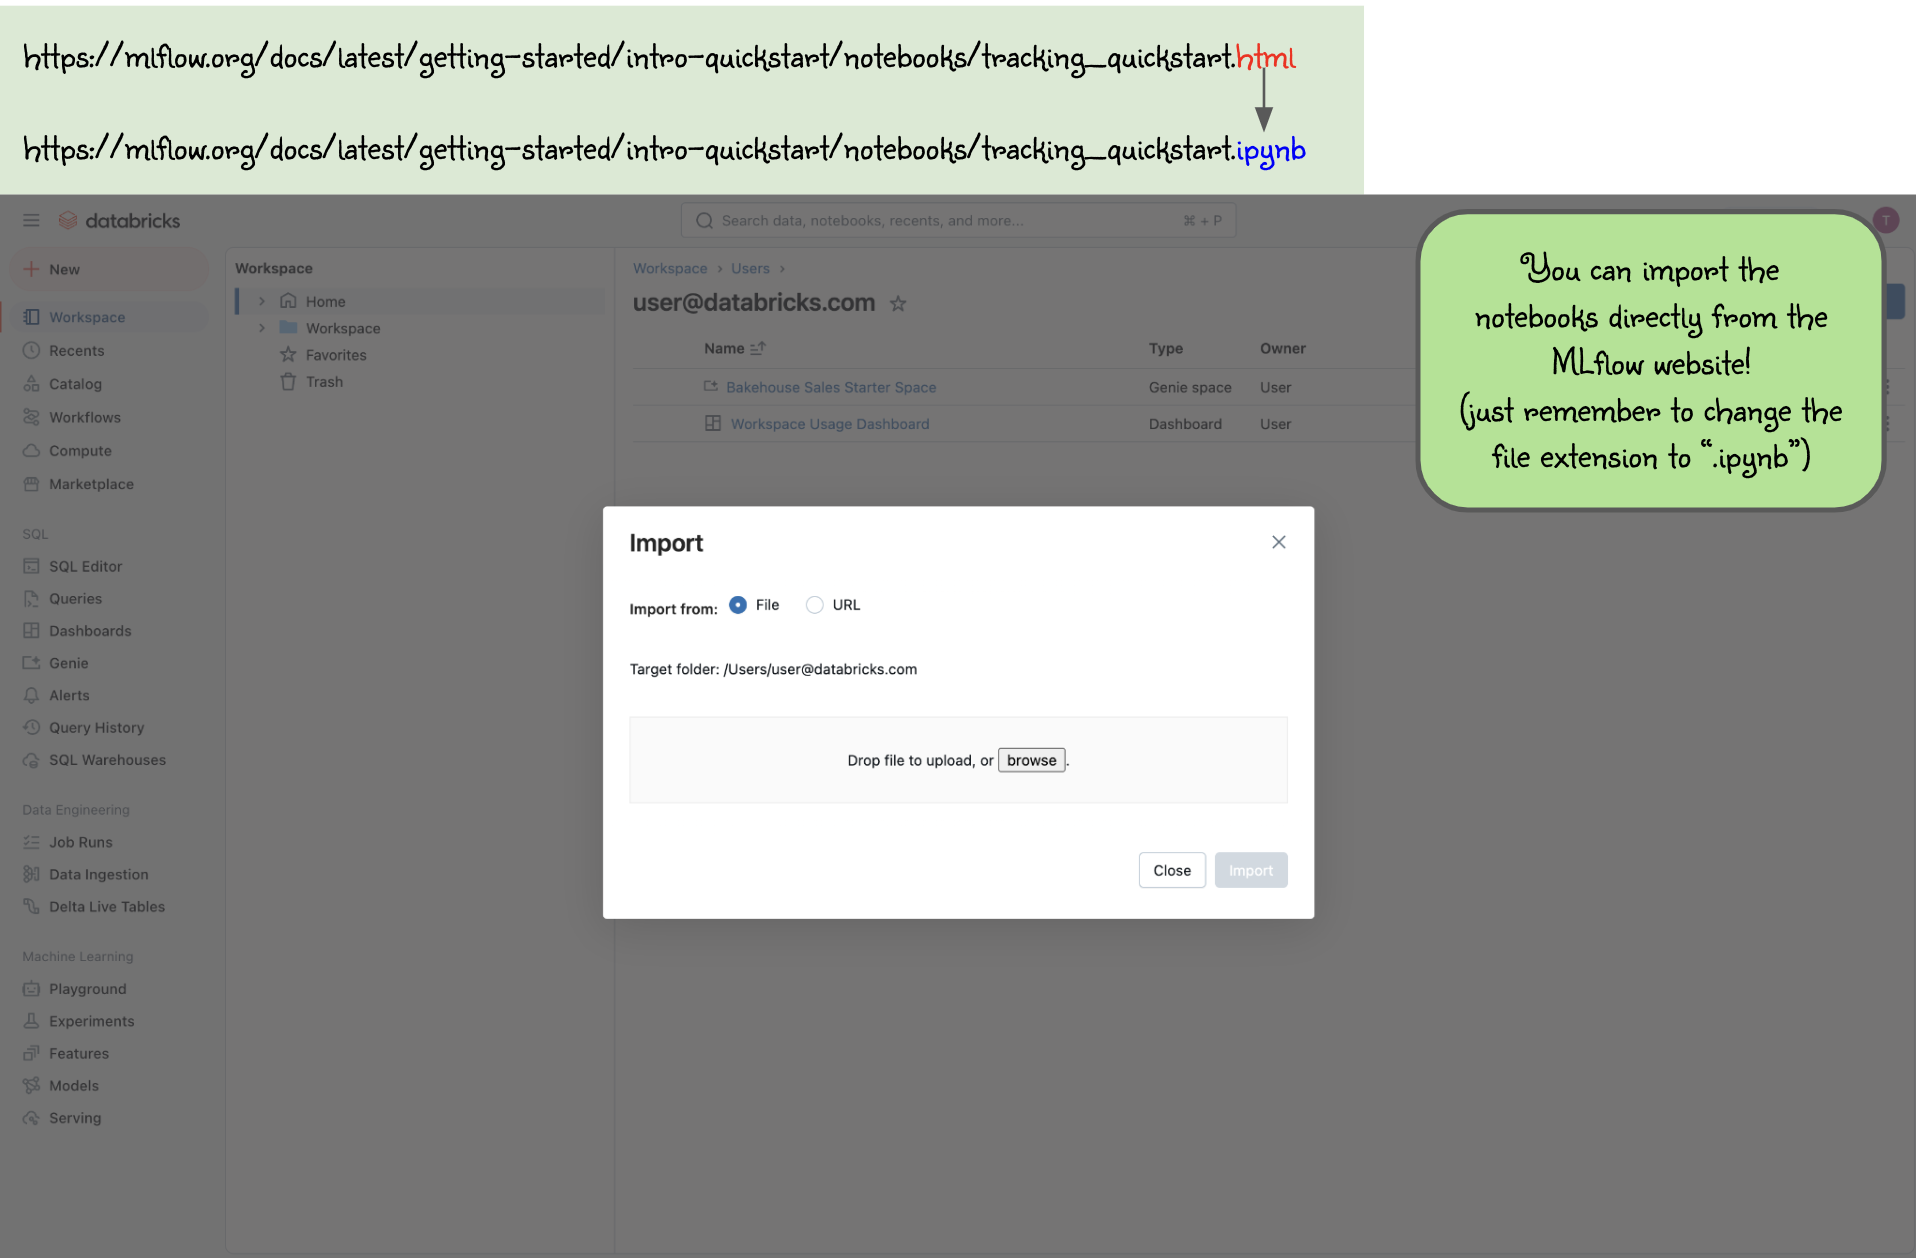 https://mlflow.org/docs/latest/getting-started/intro-quickstart/notebooks/tracking_quickstart.html
https://mlflow.org/docs/latest/getting-started/intro-quickstart/notebooks/tracking_quickstart.ipynb
databricks
Search data, notebooks, recents, and more...
⌘ + P
T
You can import the
notebooks directly from the
MLflow website!
(just remember to change the
file extension to “.ipynb”)
New
Workspace
Recents
Catalog
Workflows
Compute
Marketplace
SQL
SQL Editor
Queries
Dashboards
Genie
Alerts
Query History
SQL Warehouses
Data Engineering
Job Runs
Data Ingestion
Delta Live Tables
Machine Learning
Playground
Experiments
Features
Models
Serving
Workspace
Home
Workspace
Favorites
Trash
Workspace > Users >
user@databricks.com
Name Type Owner
Bakehouse Sales Starter Space Genie space User
Workspace Usage Dashboard Dashboard User
Import
Import from: File URL
Target folder: /Users/user@databricks.com
Drop file to upload, or browse.
Close Import